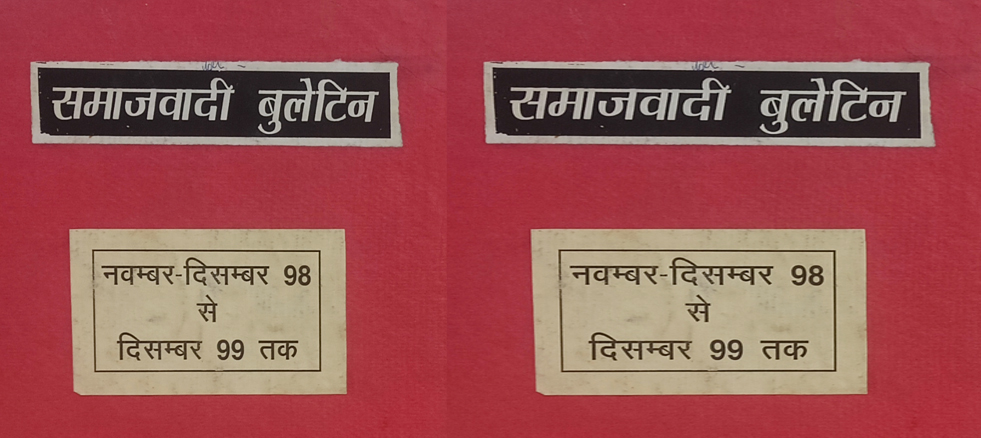 समाजवादी बुलेटिन
नवम्बर-दिसम्बर 98
से
दिसम्बर 99 तक
समाजवादी बुलेटिन
नवम्बर-दिसम्बर 98
से
दिसम्बर 99 तक